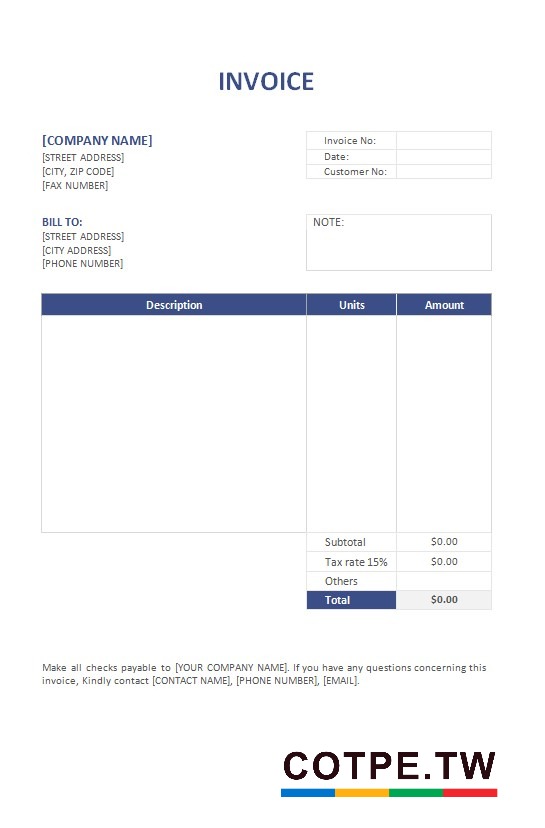 INVOICE
[COMPANY NAME]
[STREET ADDRESS]
[CITY, ZIP CODE]
[FAX NUMBER]
Invoice No:
Date:
Customer No:
BILL TO:
[STREET ADDRESS]
[CITY ADDRESS]
[PHONE NUMBER]
NOTE:
Description Units Amount
Subtotal $0.00
Tax rate 15% $0.00
Others
Total $0.00
Make all checks payable to [YOUR COMPANY NAME]. If you have any questions concerning this
invoice, Kindly contact [CONTACT NAME], [PHONE NUMBER], [EMAIL].
COTPE.TW